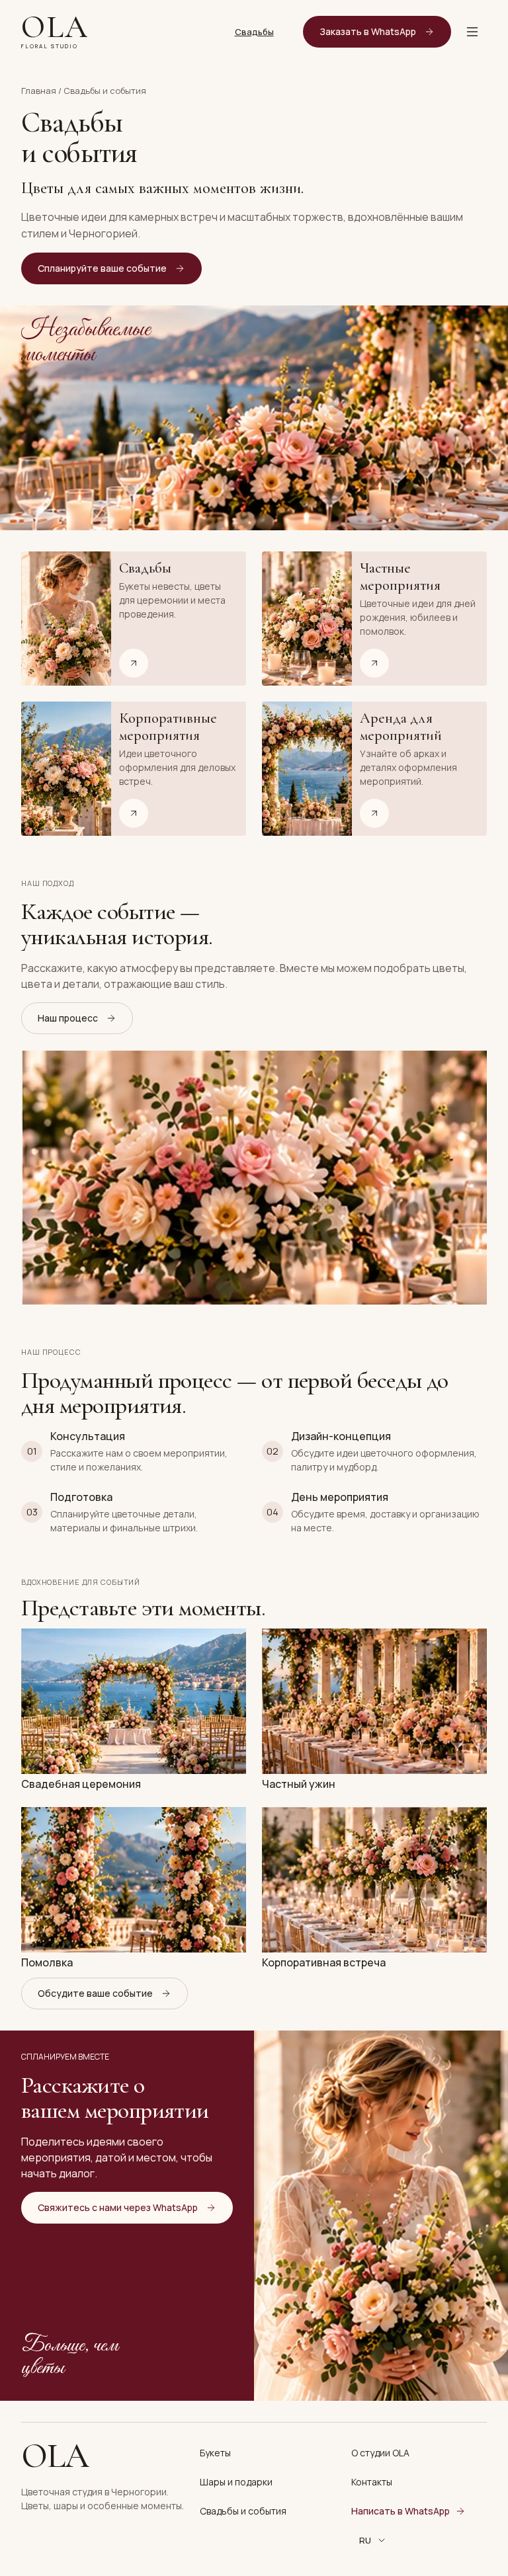 OLA
FLORAL STUDIO
Свадьбы
Заказать в WhatsApp
Главная / Свадьбы и события
Свадьбы
и события
Цветы для самых важных моментов жизни.
Цветочные идеи для камерных встреч и масштабных торжеств, вдохновлённые вашим
стилем и Черногорией.
Спланируйте ваше событие
Незабываемые
моменты
Свадьбы
Букеты невесты, цветы
для церемонии и места
проведения.
Частные
мероприятия
Цветочные идеи для дней
рождения, юбилеев и
помолвок.
Корпоративные
мероприятия
Идеи цветочного
оформления для деловых
встреч.
Аренда для
мероприятий
Узнайте об арках и
деталях оформления
мероприятий.
НАШ ПОДХОД
Каждое событие —
уникальная история.
Расскажите, какую атмосферу вы представляете. Вместе мы можем подобрать цветы,
цвета и детали, отражающие ваш стиль.
Наш процесс
НАШ ПРОЦЕСС
Продуманный процесс — от первой беседы до
дня мероприятия.
01
Консультация
Расскажите нам о своем мероприятии,
стиле и пожеланиях.
02
Дизайн-концепция
Обсудите идеи цветочного оформления,
палитру и мудборд.
03
Подготовка
Спланируйте цветочные детали,
материалы и финальные штрихи.
04
День мероприятия
Обсудите время, доставку и организацию
на месте.
ВДОХНОВЕНИЕ ДЛЯ СОБЫТИЙ
Представьте эти моменты.
Свадебная церемония
Частный ужин
Помолвка
Корпоративная встреча
Обсудите ваше событие
СПЛАНИРУЕМ ВМЕСТЕ
Расскажите о
вашем мероприятии
Поделитесь идеями своего
мероприятия, датой и местом, чтобы
начать диалог.
Свяжитесь с нами через WhatsApp
Больше, чем
цветы
OLA
Цветочная студия в Черногории.
Цветы, шары и особенные моменты.
Букеты
Шары и подарки
Свадьбы и события
О студии OLA
Контакты
Написать в WhatsApp
RU